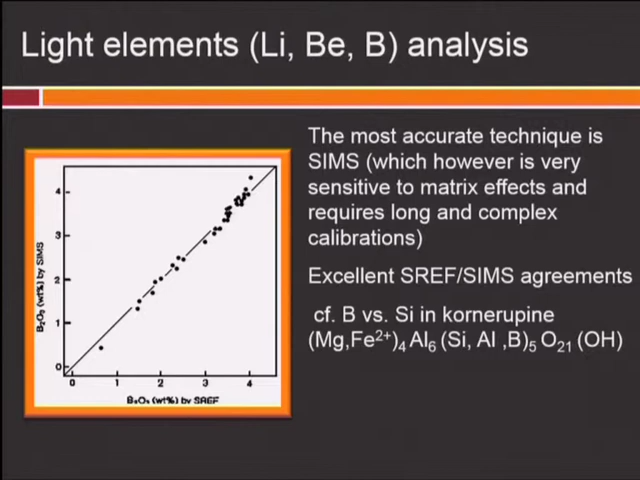 Light elements (Li, Be, B) analysis
The most accurate technique is
SIMS (which however is very
sensitive to matrix effects and
requires long and complex
calibrations)
Excellent SREF/SIMS agreements
cf. B vs. Si in kornerupine
(Mg,Fe²⁺)₄ Al₆ (Si, Al ,B)₅ O₂₁ (OH)
B₂O₃ (wt%) by SIMS
4
3
2
1
0
0 1 2 3 4
B₂O₃ (wt%) by SREF